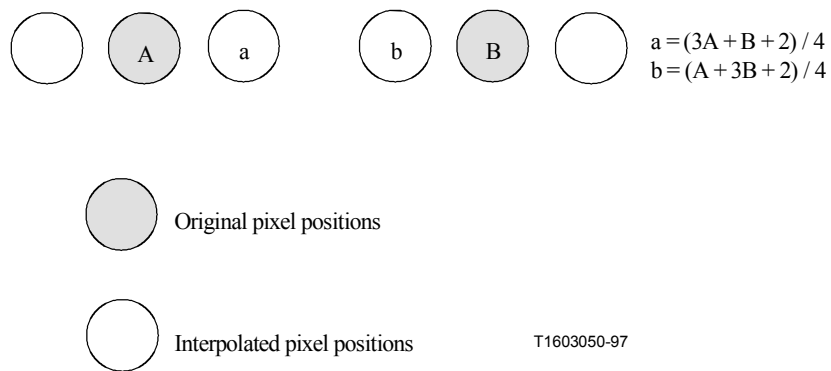 A a b B a = (3A + B + 2) / 4
b = (A + 3B + 2) / 4
Original pixel positions
Interpolated pixel positions T1603050-97